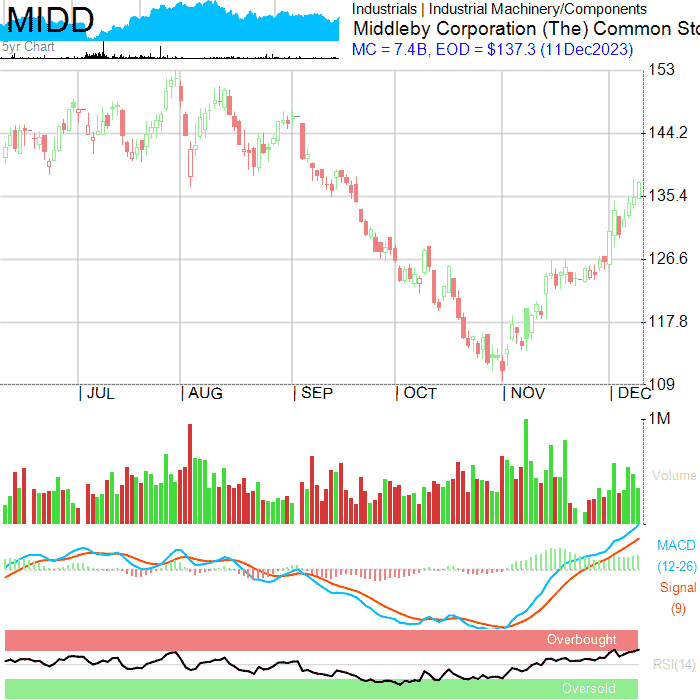 MIDD
5yr Chart
Industrials | Industrial Machinery/Components
Middleby Corporation (The) Common Sto
MC = 7.4B, EOD = $137.3 (11Dec2023)
153
144.2
135.4
126.6
117.8
109
| JUL | AUG | SEP | OCT | NOV | DEC
1M
Volume
MACD
(12-26)
Signal
(9)
Overbought
RSI(14)
Oversold